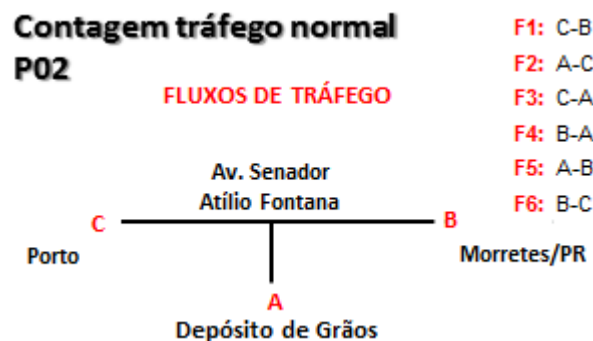 Contagem tráfego normal
P02
FLUXOS DE TRÁFEGO
F1: C-B
F2: A-C
F3: C-A
F4: B-A
F5: A-B
F6: B-C
Av. Senador
Atílio Fontana
C
B
Porto
Morretes/PR
A
Depósito de Grãos